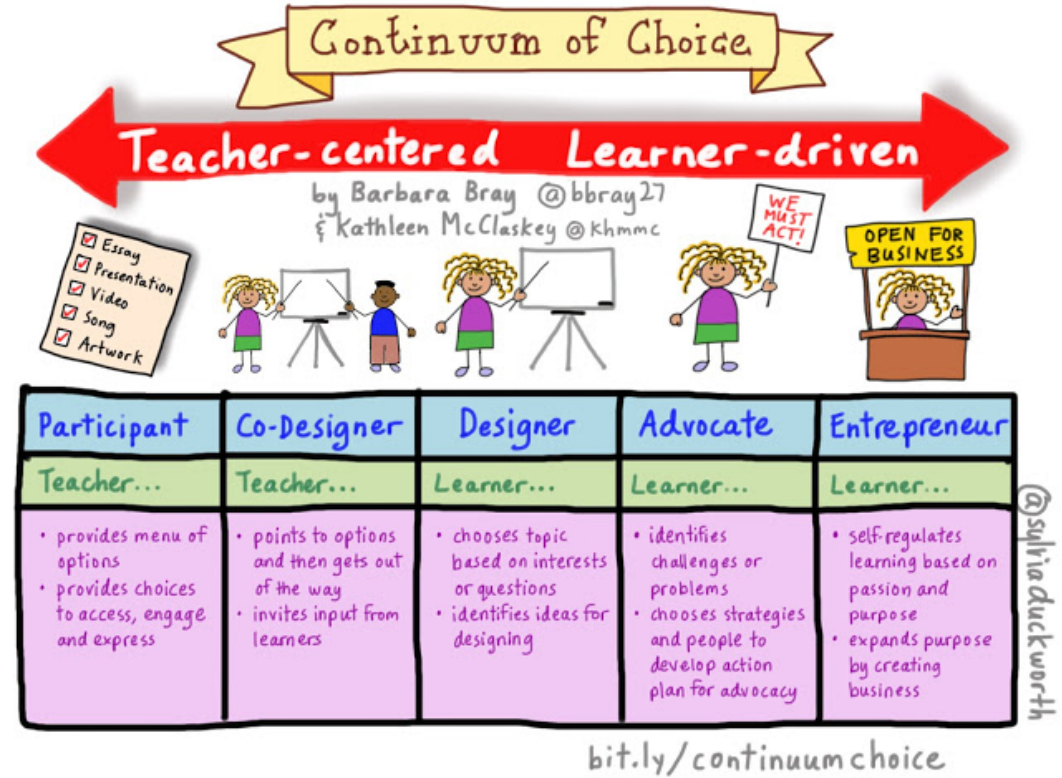 Continuum of Choice
Teacher-centered Learner-driven
by Barbara Bray @bbray27
& Kathleen McClaskey @khmmc
Essay
Presentation
Video
Song
Artwork
WE
MUST
ACT!
OPEN FOR
BUSINESS
Participant
Teacher...
• provides menu of
options
• provides choices
to access, engage
and express
Co-Designer
Teacher...
• points to options
and then gets out
of the way
• invites input from
learners
Designer
Learner...
• chooses topic
based on interests
or questions
• identifies ideas for
designing
Advocate
Learner...
• identifies
challenges or
problems
• chooses strategies
and people to
develop action
plan for advocacy
Entrepreneur
Learner...
• self-regulates
learning based on
passion and
purpose
• expands purpose
by creating
business
@sylviaduckworth
bit.ly/continuumchoice